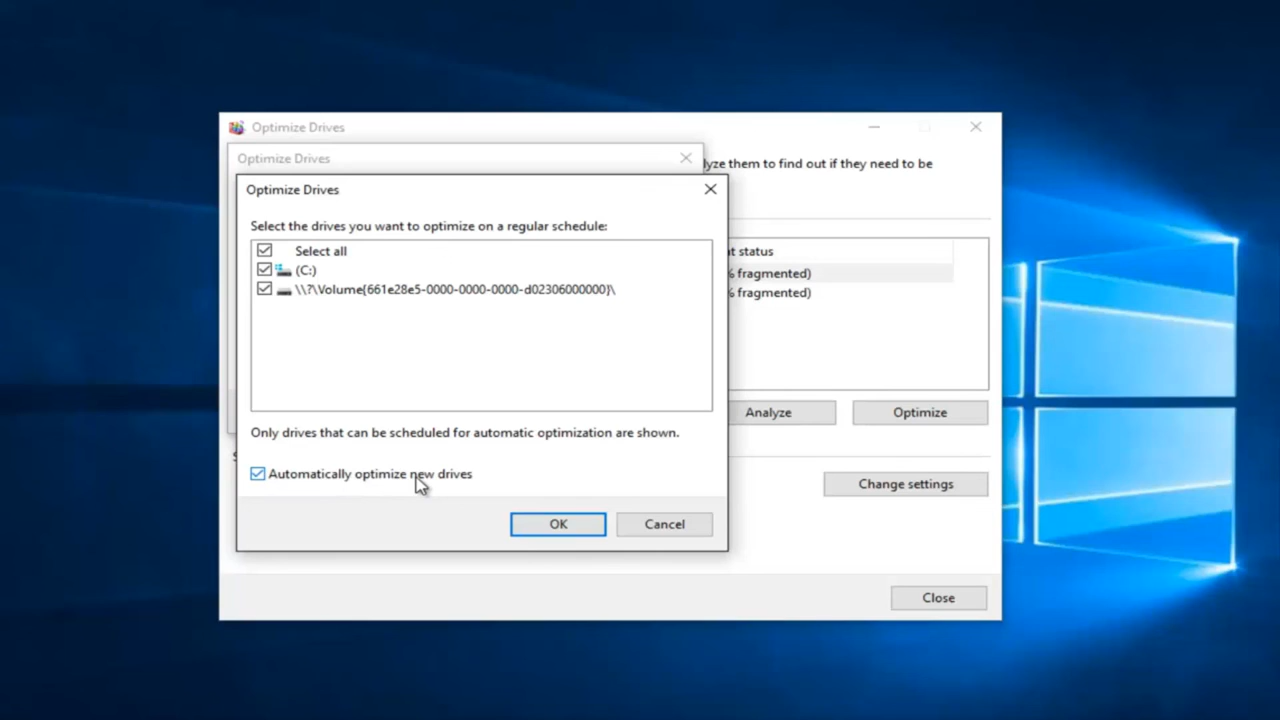 Optimize Drives
Optimize Drives
Optimize Drives
Select the drives you want to optimize on a regular schedule:
Select all
(C:)
\\?\Volume{661e28e5-0000-0000-0000-d02306000000}\
Only drives that can be scheduled for automatic optimization are shown.
Automatically optimize new drives
OK Cancel
them to find out if they need to be
status
% fragmented)
% fragmented)
Analyze Optimize
Change settings
Close